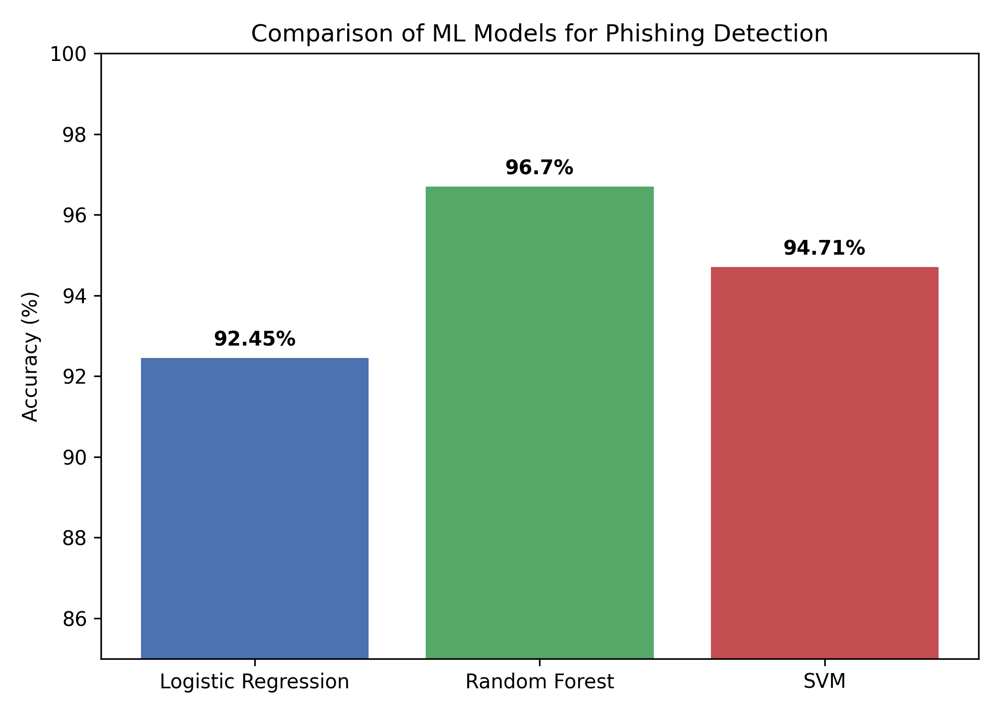 Comparison of ML Models for Phishing Detection
100
98
96
94
92
90
88
86
Accuracy (%)
92.45%
96.7%
94.71%
Logistic Regression
Random Forest
SVM